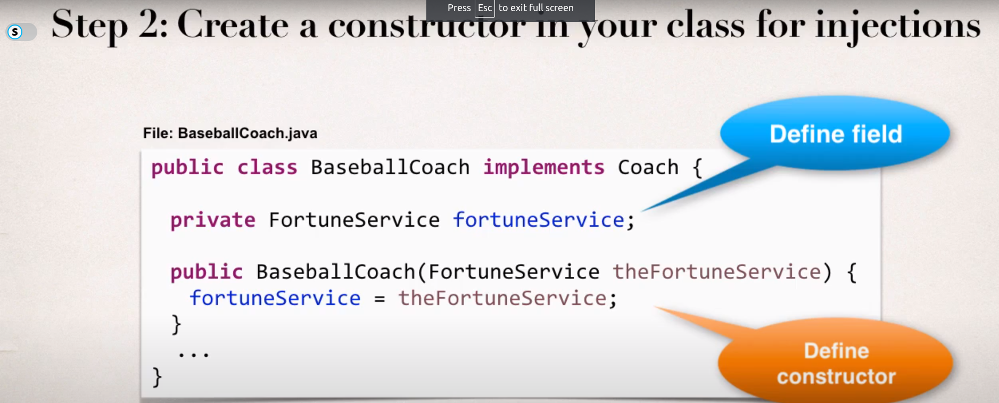 Press Esc to exit full screen
S
Step 2: Create a constructor in your class for injections
Define field
File: BaseballCoach.java
public class BaseballCoach implements Coach {
private FortuneService fortuneService;
public BaseballCoach(FortuneService theFortuneService) {
fortuneService = theFortuneService;
}
...
}
Define
constructor